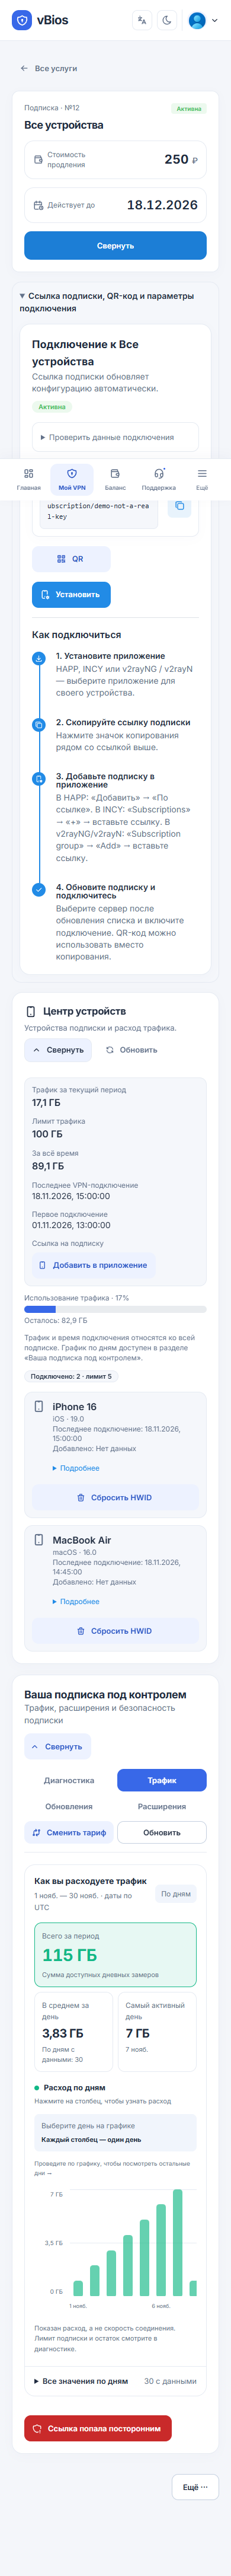 vBios
Все услуги
Подписка · №12
Активна
Все устройства
Стоимость
продления
250 ₽
Действует до
18.12.2026
Свернуть
▼ Ссылка подписки, QR-код и параметры
подключения
Подключение к Все
устройства
Ссылка подписки обновляет
конфигурацию автоматически.
Активна
▶ Проверить данные подключения
Главная
Мой VPN
Баланс
Поддержка
Ещё
ubscription/demo-not-a-rea
l-key
QR
Установить
Как подключиться
1. Установите приложение
HAPP, INCY или v2rayNG / v2rayN
— выберите приложение для
своего устройства.
2. Скопируйте ссылку подписки
Нажмите значок копирования
рядом со ссылкой выше.
3. Добавьте подписку в
приложение
В HAPP: «Добавить» → «По
ссылке». В INCY: «Subscriptions»
→ «+» → вставьте ссылку. В
v2rayNG/v2rayN: «Subscription
group» → «Add» → вставьте
ссылку.
4. Обновите подписку и
подключитесь
Выберите сервер после
обновления списка и включите
подключение. QR-код можно
использовать вместо
копирования.
Центр устройств
Устройства подписки и расход трафика.
Свернуть
Обновить
Трафик за текущий период
17,1 ГБ
Лимит трафика
100 ГБ
За всё время
89,1 ГБ
Последнее VPN-подключение
18.11.2026, 15:00:00
Первое подключение
01.11.2026, 13:00:00
Ссылка на подписку
Добавить в приложение
Использование трафика · 17%
Осталось: 82,9 ГБ
Трафик и время подключения относятся ко всей
подписке. График по дням доступен в разделе
«Ваша подписка под контролем».
Подключено: 2 · лимит 5
iPhone 16
iOS · 19.0
Последнее подключение: 18.11.2026,
15:00:00
Добавлено: Нет данных
▶ Подробнее
Сбросить HWID
MacBook Air
macOS · 16.0
Последнее подключение: 18.11.2026,
14:45:00
Добавлено: Нет данных
▶ Подробнее
Сбросить HWID
Ваша подписка под контролем
Трафик, расширения и безопасность
подписки
Свернуть
Диагностика
Трафик
Обновления
Расширения
Сменить тариф
Обновить
Как вы расходуете трафик
1 нояб. — 30 нояб. · даты по
UTC
По дням
Всего за период
115 ГБ
Сумма доступных дневных замеров
В среднем за
день
3,83 ГБ
По дням с
данными: 30
Самый активный
день
7 ГБ
7 нояб.
Расход по дням
Нажмите на столбец, чтобы узнать расход
Выберите день на графике
Каждый столбец — один день
Проведите по графику, чтобы посмотреть остальные
дни →
7 ГБ
3,5 ГБ
0 ГБ
1 нояб.
6 нояб.
Показан расход, а не скорость соединения.
Лимит подписки и остаток смотрите в
диагностике.
▶ Все значения по дням
30 с данными
Ссылка попала посторонним
Ещё ···